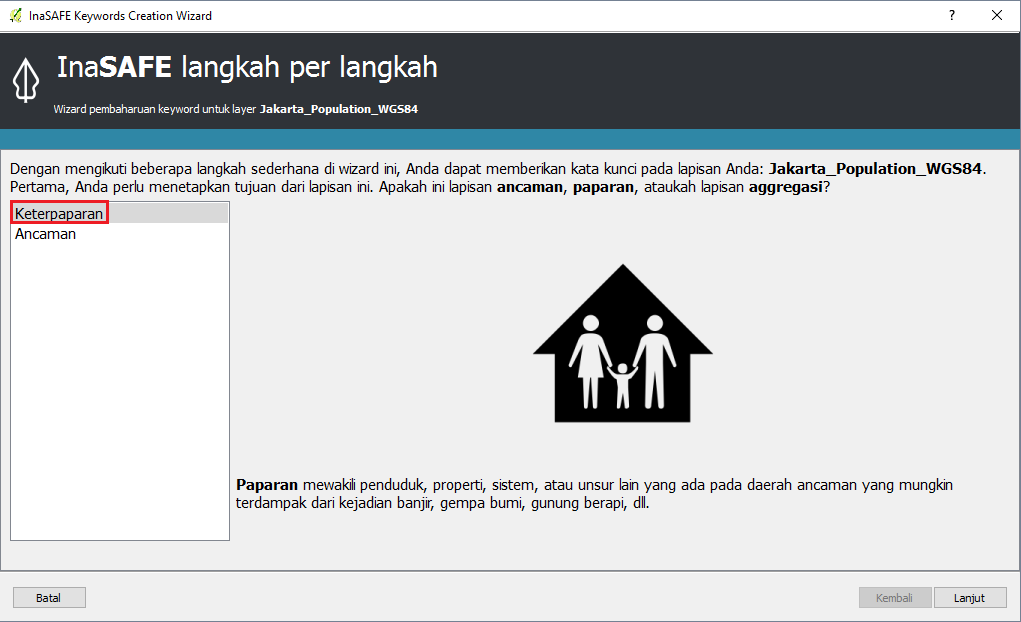 InaSAFE Keywords Creation Wizard
?
InaSAFE langkah per langkah
Wizard pembaharuan keyword untuk layer Jakarta_Population_WGS84
Dengan mengikuti beberapa langkah sederhana di wizard ini, Anda dapat memberikan kata kunci pada lapisan Anda: Jakarta_Population_WGS84.
Pertama, Anda perlu menetapkan tujuan dari lapisan ini. Apakah ini lapisan ancaman, paparan, ataukah lapisan aggregasi?
Keterpaparan
Ancaman
Paparan mewakili penduduk, properti, sistem, atau unsur lain yang ada pada daerah ancaman yang mungkin
terdampak dari kejadian banjir, gempa bumi, gunung berapi, dll.
Batal
Kembali
Lanjut